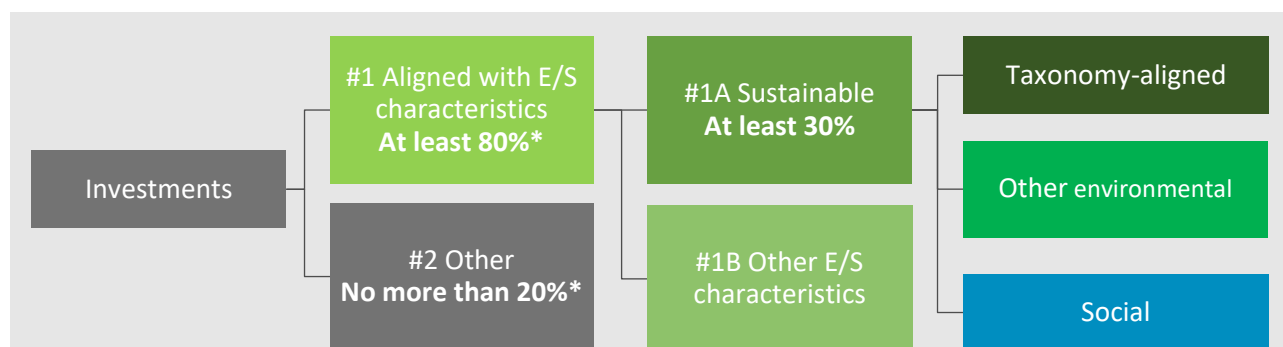 Investments
#1 Aligned with E/S
characteristics
At least 80%*
#2 Other
No more than 20%*
#1A Sustainable
At least 30%
#1B Other E/S
characteristics
Taxonomy-aligned
Other environmental
Social